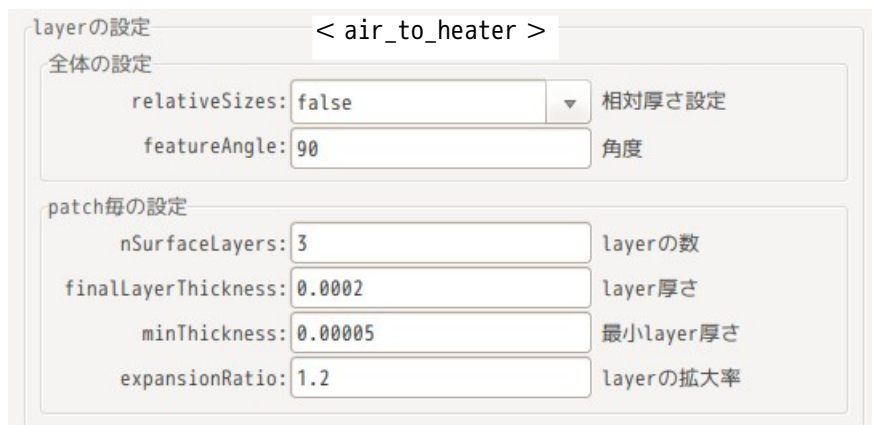 layerの設定
< air_to_heater >
全体の設定
relativeSizes: false 相対厚さ設定
featureAngle: 90 角度
patch毎の設定
nSurfaceLayers: 3 layerの数
finalLayerThickness: 0.0002 layer厚さ
minThickness: 0.00005 最小layer厚さ
expansionRatio: 1.2 layerの拡大率